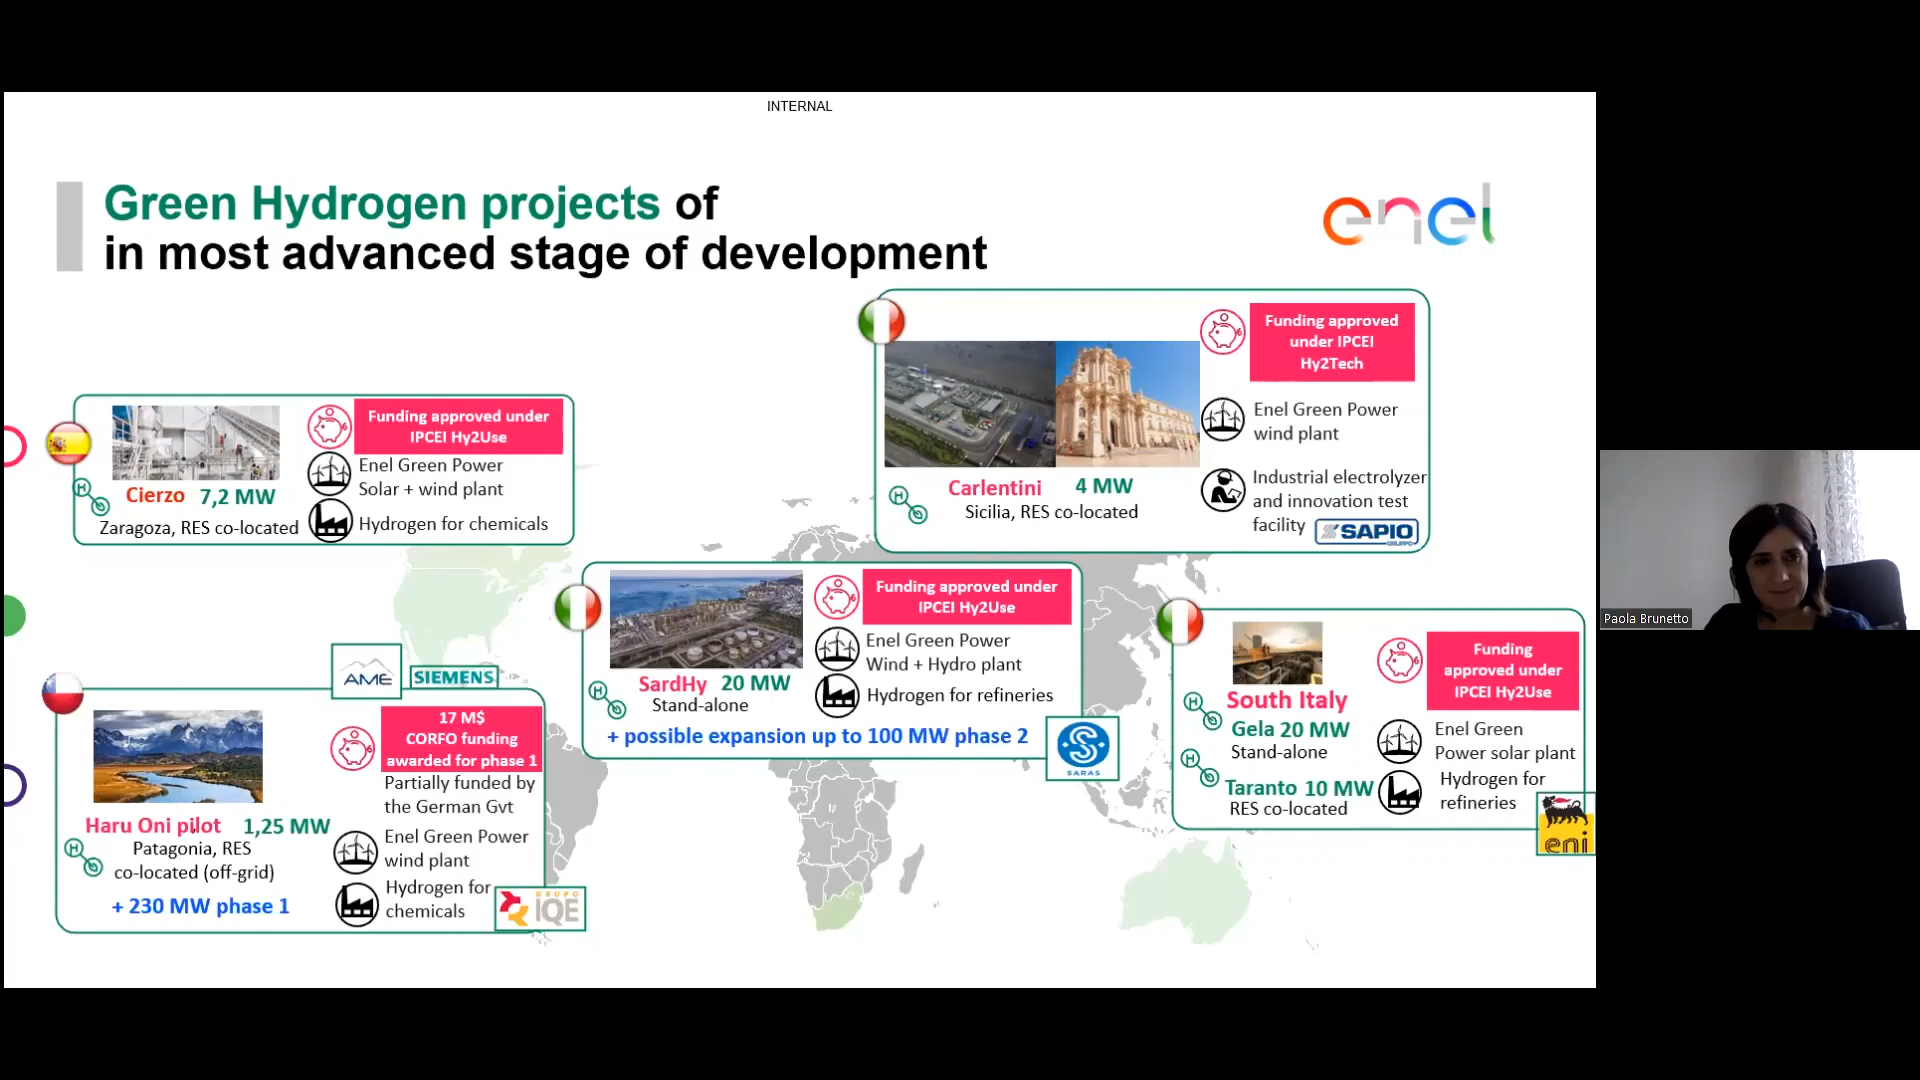 INTERNAL
Green Hydrogen projects of
in most advanced stage of development
enel
Funding approved
under IPCEI
Hy2Tech
Enel Green Power
wind plant
Industrial electrolyzer
and innovation test
facility
SAPIO
GRUPPO
Carlentini 4 MW
Sicilia, RES co-located
Funding approved under
IPCEI Hy2Use
Enel Green Power
Solar + wind plant
Hydrogen for chemicals
Cierzo 7,2 MW
Zaragoza, RES co-located
Funding approved under
IPCEI Hy2Use
Enel Green Power
Wind + Hydro plant
Hydrogen for refineries
SardHy 20 MW
Stand-alone
+ possible expansion up to 100 MW phase 2
SARAS
Funding
approved under
IPCEI Hy2Use
South Italy
Gela 20 MW
Stand-alone
Taranto 10 MW
RES co-located
Enel Green
Power solar plant
Hydrogen for
refineries
eni
AME
SIEMENS
17 M$
CORFO funding
awarded for phase 1
Partially funded by
the German Gvt
Enel Green Power
wind plant
Hydrogen for
chemicals
Haru Oni pilot 1,25 MW
Patagonia, RES
co-located (off-grid)
+ 230 MW phase 1
GRUPO
IQE
Paola Brunetto